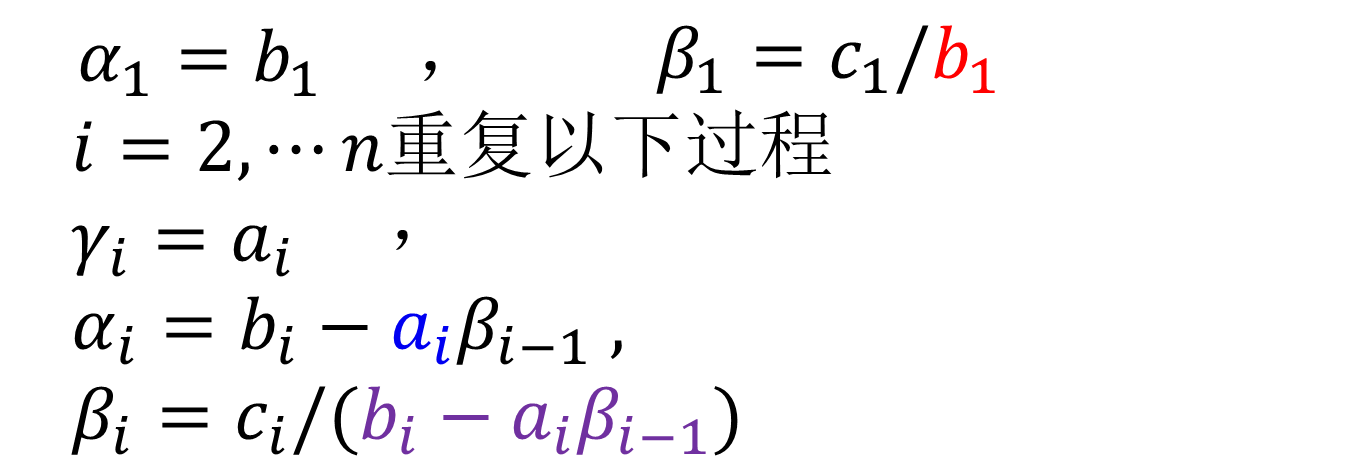 α₁ = b₁ ， β₁ = c₁/b₁
i = 2, ⋯ n重复以下过程
γᵢ = aᵢ ，
αᵢ = bᵢ − aᵢβᵢ₋₁ ,
βᵢ = cᵢ/(bᵢ − aᵢβᵢ₋₁)